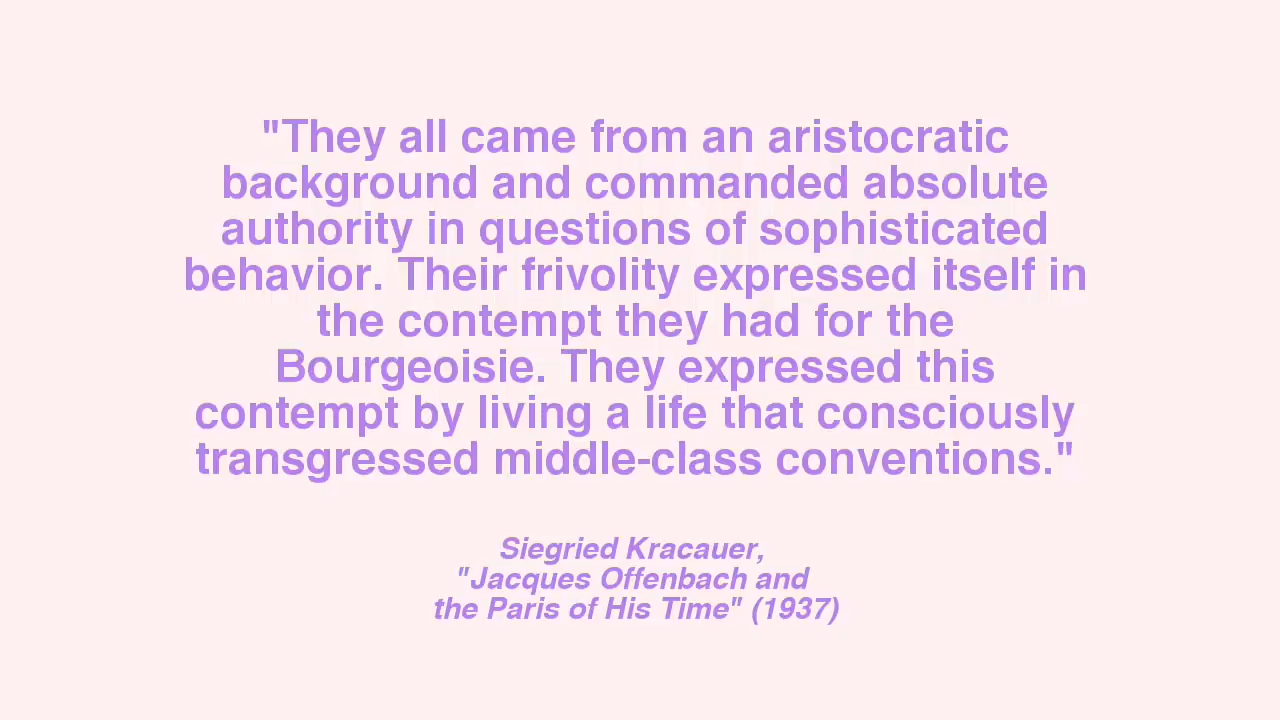 "They all came from an aristocratic
background and commanded absolute
authority in questions of sophisticated
behavior. Their frivolity expressed itself in
the contempt they had for the
Bourgeoisie. They expressed this
contempt by living a life that consciously
transgressed middle-class conventions."
Siegried Kracauer,
"Jacques Offenbach and
the Paris of His Time" (1937)